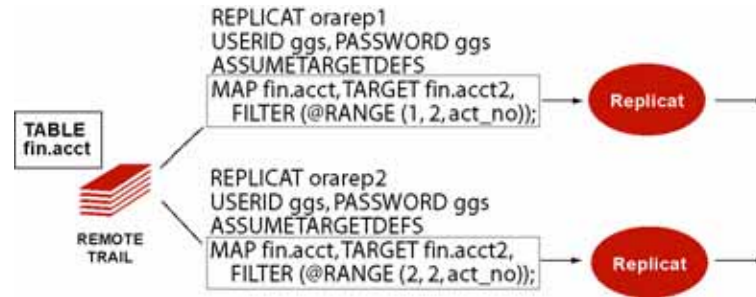 REPLICAT orarep1
USERID ggs, PASSWORD ggs
ASSUMETARGETDEFS
MAP fin.acct, TARGET fin.acct2,
FILTER (@RANGE (1, 2, act_no));
Replicat
TABLE
fin.acct
REMOTE
TRAIL
REPLICAT orarep2
USERID ggs, PASSWORD ggs
ASSUMETARGETDEFS
MAP fin.acct, TARGET fin.acct2,
FILTER (@RANGE (2, 2, act_no));
Replicat